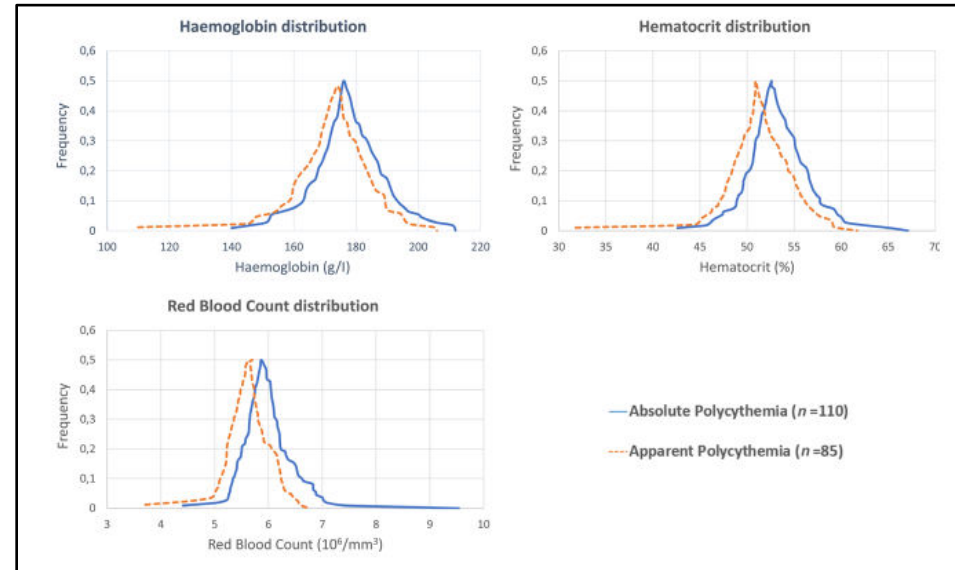 Haemoglobin distribution
0,6
0,5
0,4
0,3
0,2
0,1
0
Frequency
100 120 140 160 180 200 220
Haemoglobin (g/l)
Hematocrit distribution
0,6
0,5
0,4
0,3
0,2
0,1
0
Frequency
30 40 50 60 70
35 45 55 65
Hematocrit (%)
Red Blood Count distribution
0,6
0,5
0,4
0,3
0,2
0,1
0
Frequency
3 4 5 6 7 8 9 10
Red Blood Count (10⁶/mm³)
Absolute Polycythemia (n =110)
Apparent Polycythemia (n =85)